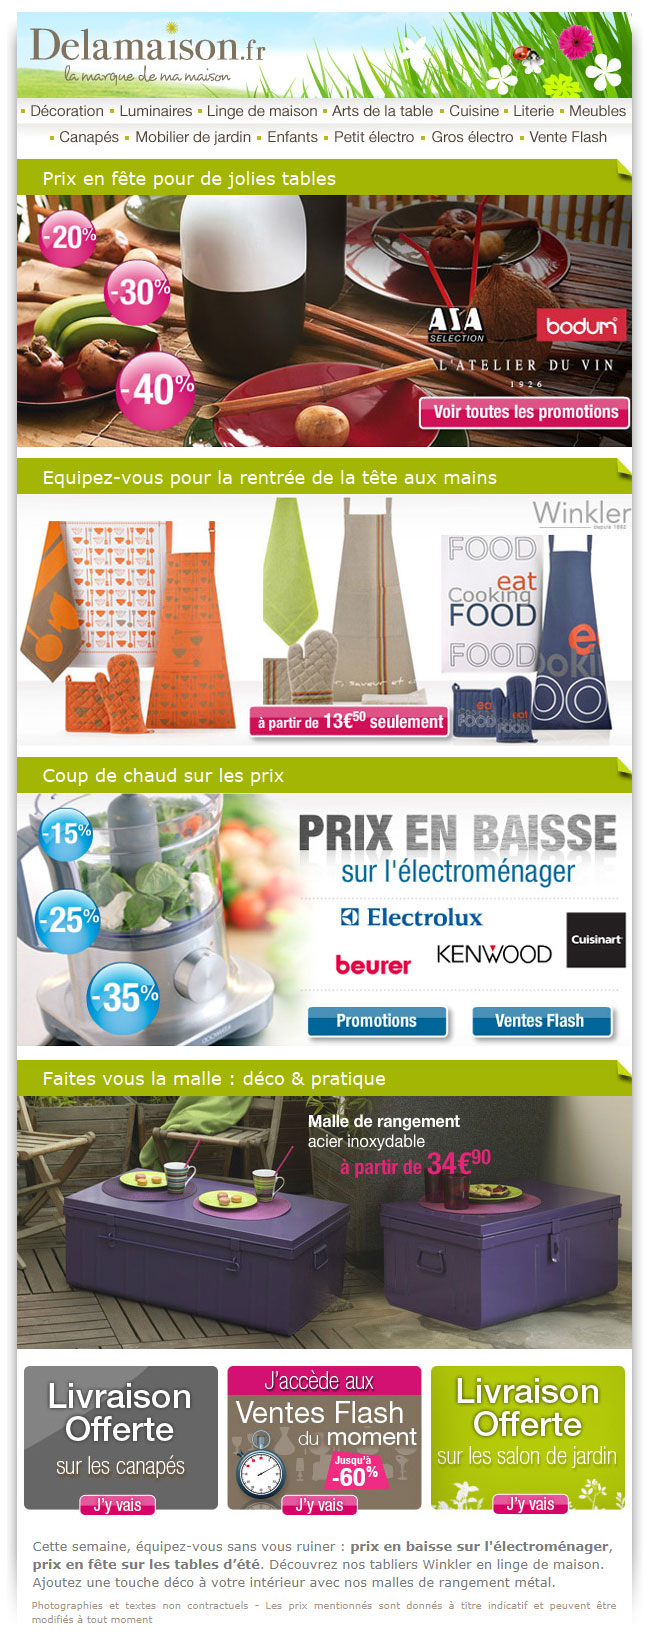 Delamaison.fr
la marque de ma maison
Décoration Luminaires Linge de maison Arts de la table Cuisine Literie Meubles
Canapés Mobilier de jardin Enfants Petit électro Gros électro Vente Flash
Prix en fête pour de jolies tables
-20%
-30%
-40%
ASA
SELECTION
bodum
L'ATELIER DU VIN
1926
Voir toutes les promotions
Equipez-vous pour la rentrée de la tête aux mains
Winkler
depuis 1882
FOOD
eat
Cooking
FOOD
FOOD
à partir de 13€50 seulement
Coup de chaud sur les prix
-15%
-25%
-35%
PRIX EN BAISSE
sur l'électroménager
Electrolux
beurer
KENWOOD
Cuisinart
Promotions
Ventes Flash
Faites vous la malle : déco & pratique
Malle de rangement
acier inoxydable
à partir de 34€90
Livraison
Offerte
sur les canapés
J'y vais
J'accède aux
Ventes Flash
du moment
Jusqu'à
-60%
J'y vais
Livraison
Offerte
sur les salon de jardin
J'y vais
Cette semaine, équipez-vous sans vous ruiner : prix en baisse sur l'électroménager,
prix en fête sur les tables d’été. Découvrez nos tabliers Winkler en linge de maison.
Ajoutez une touche déco à votre intérieur avec nos malles de rangement métal.
Photographies et textes non contractuels - Les prix mentionnés sont donnés à titre indicatif et peuvent être
modifiés à tout moment